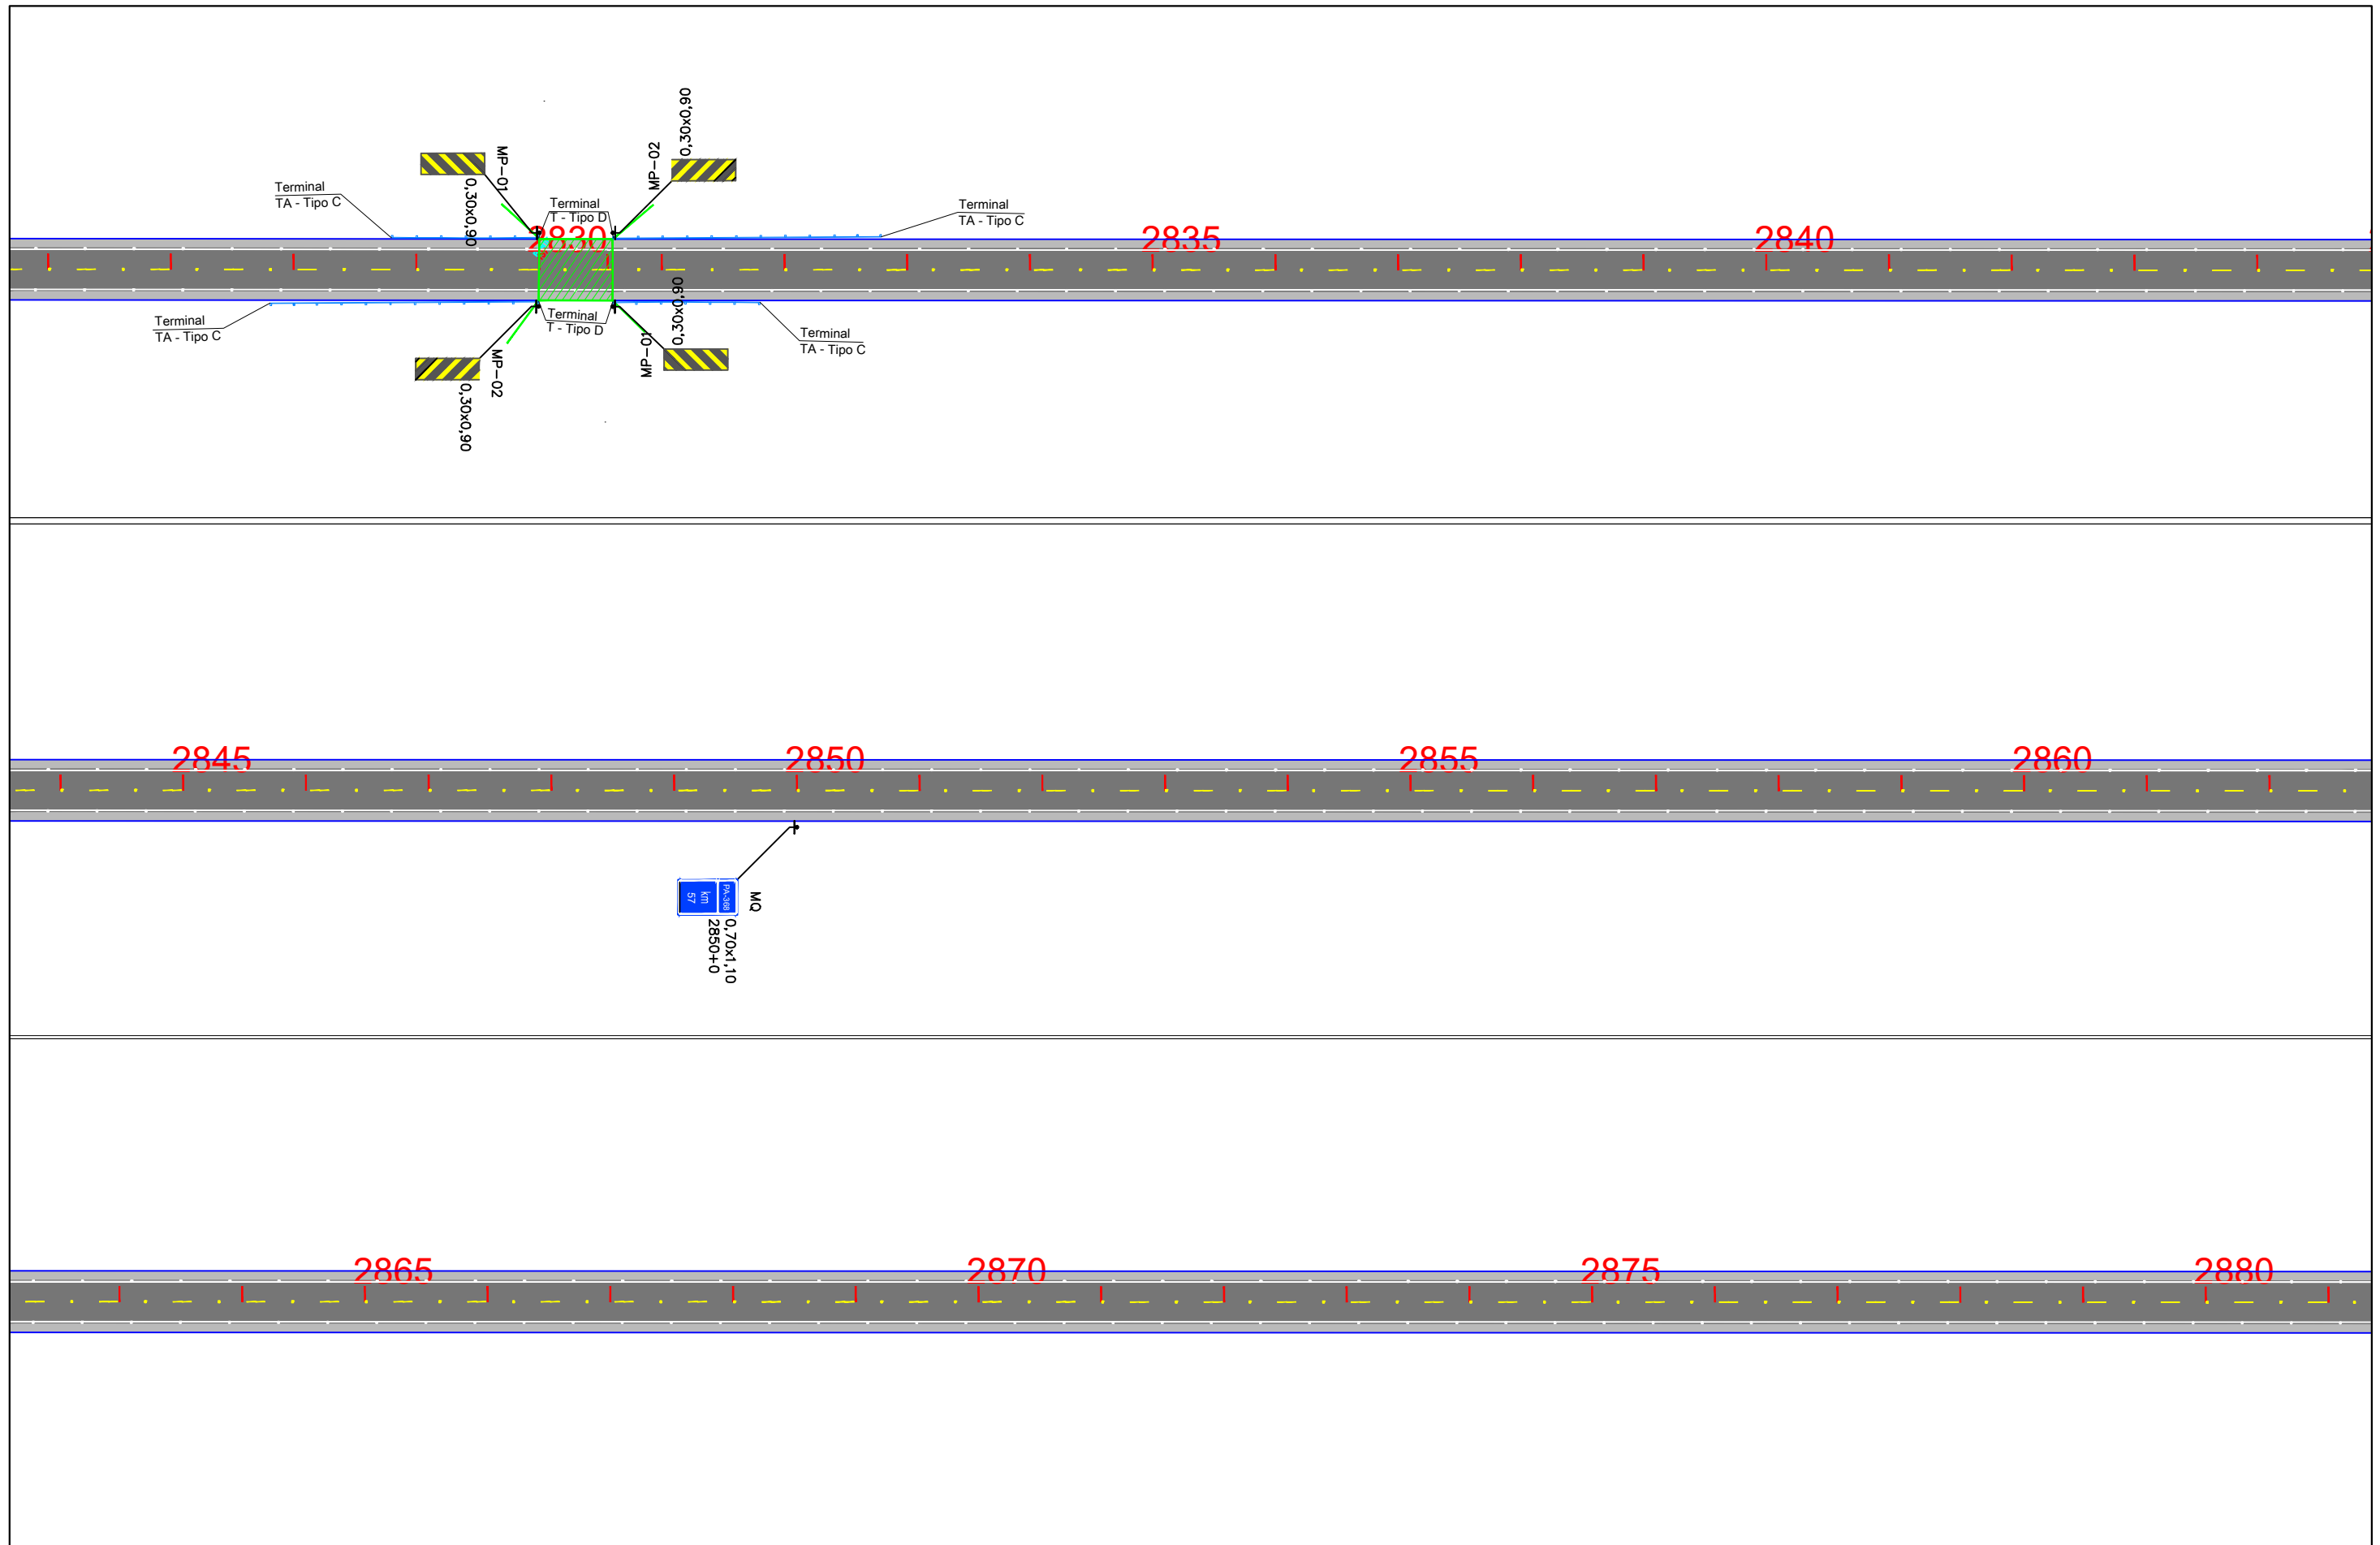 0,30x0,90
MP-02
MP-01
0,30x0,90
Terminal
TA - Tipo C
Terminal
T - Tipo D
Terminal
TA - Tipo C
2830
2835
2840
Terminal
TA - Tipo C
Terminal
T - Tipo D
0,30x0,90
MP-01
Terminal
TA - Tipo C
MP-02
0,30x0,90
2845
2850
2855
2860
MQ
PA-368
km
57
0,70x1,10
2850+0
2865
2870
2875
2880